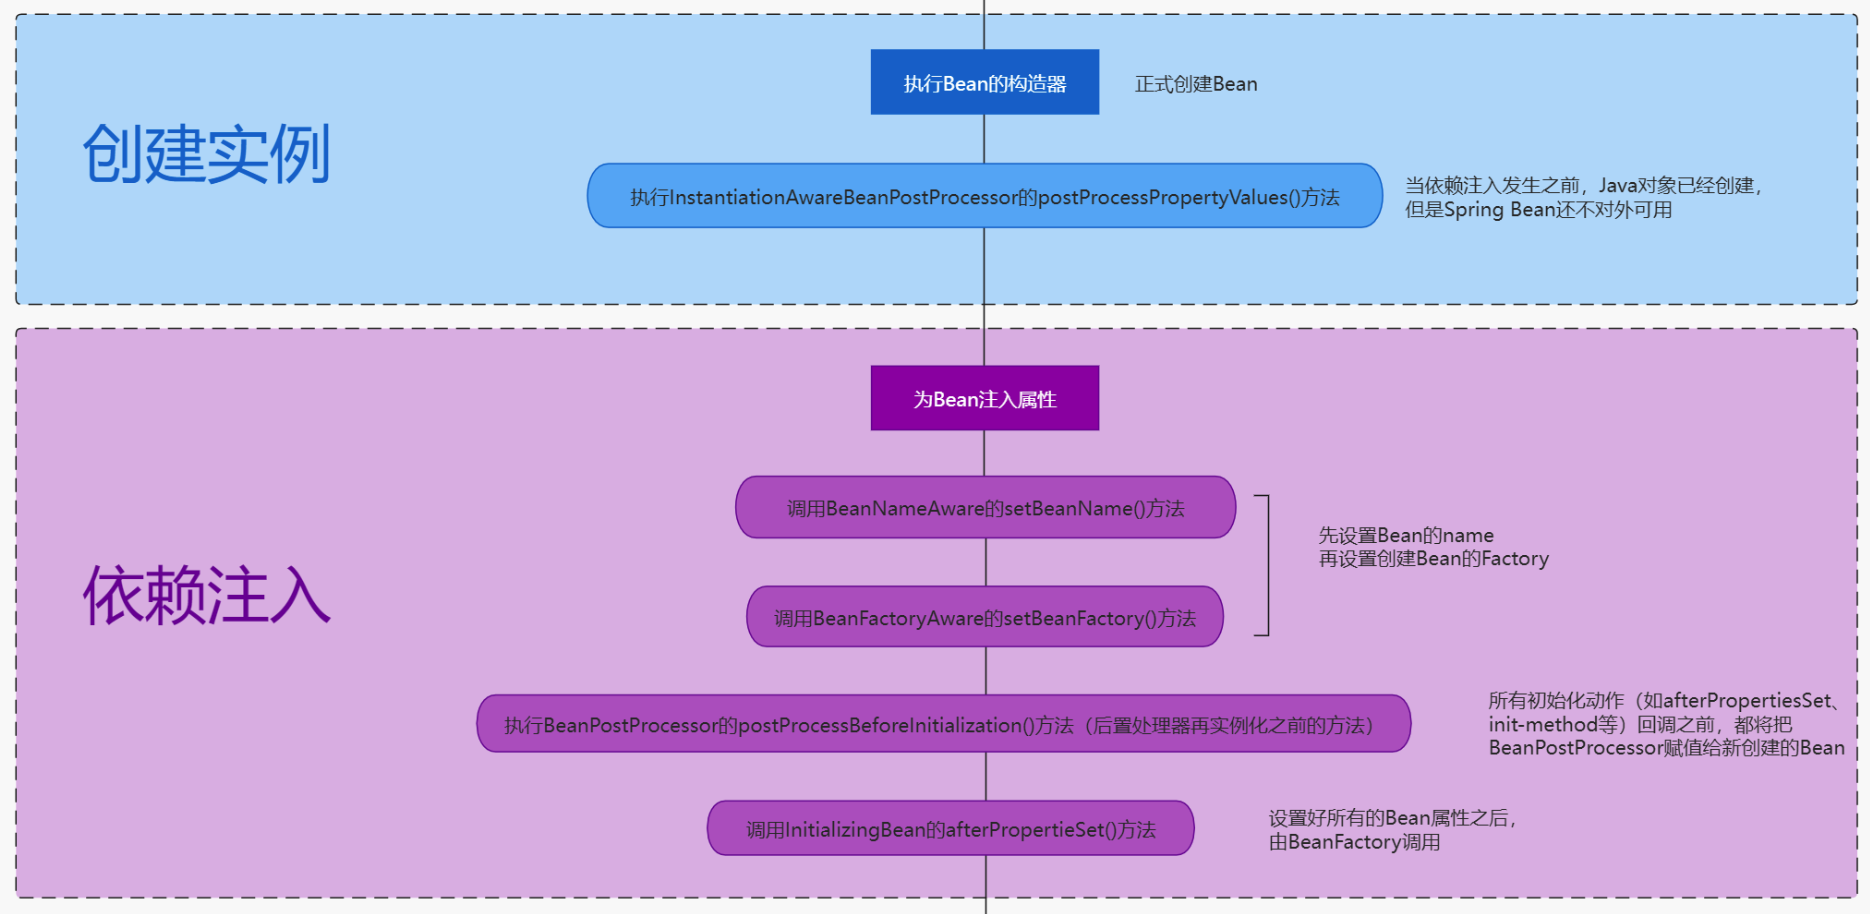 执行Bean的构造器
正式创建Bean
创建实例
执行InstantiationAwareBeanPostProcessor的postProcessPropertyValues()方法
当依赖注入发生之前，Java对象已经创建，
但是Spring Bean还不对外可用
为Bean注入属性
调用BeanNameAware的setBeanName()方法
先设置Bean的name
再设置创建Bean的Factory
依赖注入
调用BeanFactoryAware的setBeanFactory()方法
执行BeanPostProcessor的postProcessBeforeInitialization()方法（后置处理器再实例化之前的方法）
所有初始化动作（如afterPropertiesSet、
init-method等）回调之前，都将把
BeanPostProcessor赋值给新创建的Bean
调用InitializingBean的afterPropertieSet()方法
设置好所有的Bean属性之后，
由BeanFactory调用